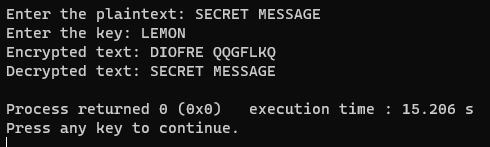 Enter the plaintext: SECRET MESSAGE
Enter the key: LEMON
Encrypted text: DIOFRE QQGFLKQ
Decrypted text: SECRET MESSAGE
Process returned 0 (0x0)   execution time : 15.206 s
Press any key to continue.